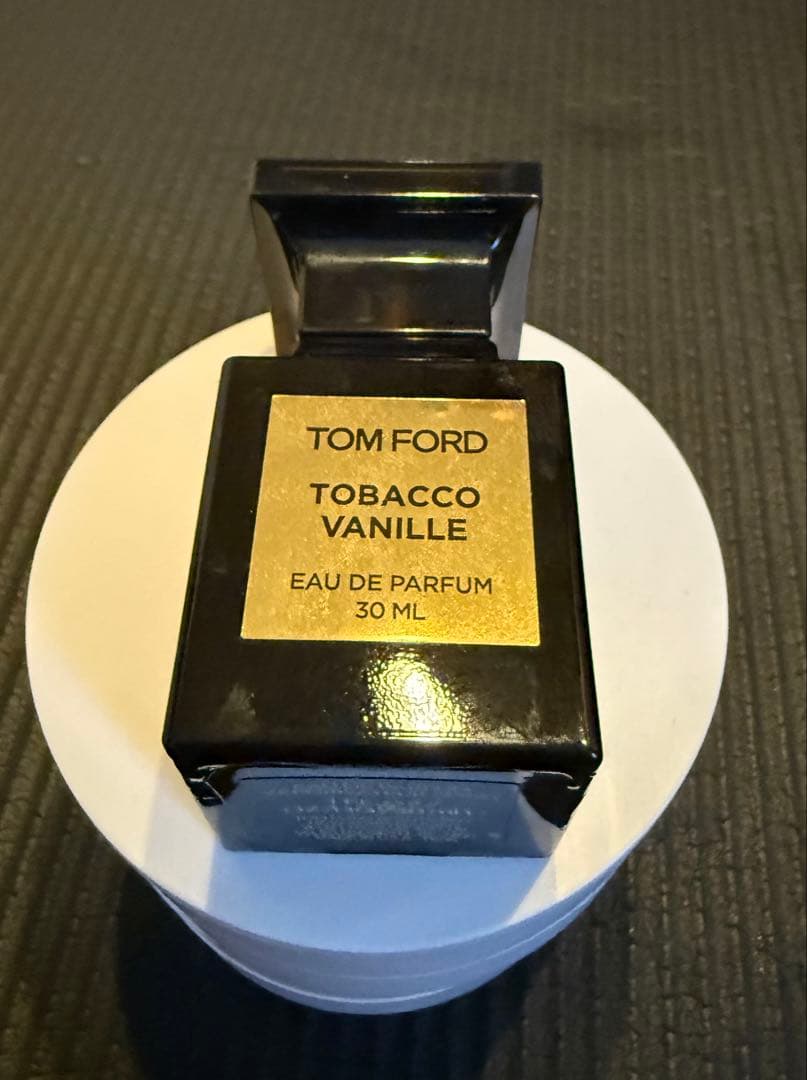 TOM FORD
TOBACCO
VANILLE
EAU DE PARFUM
30 ML